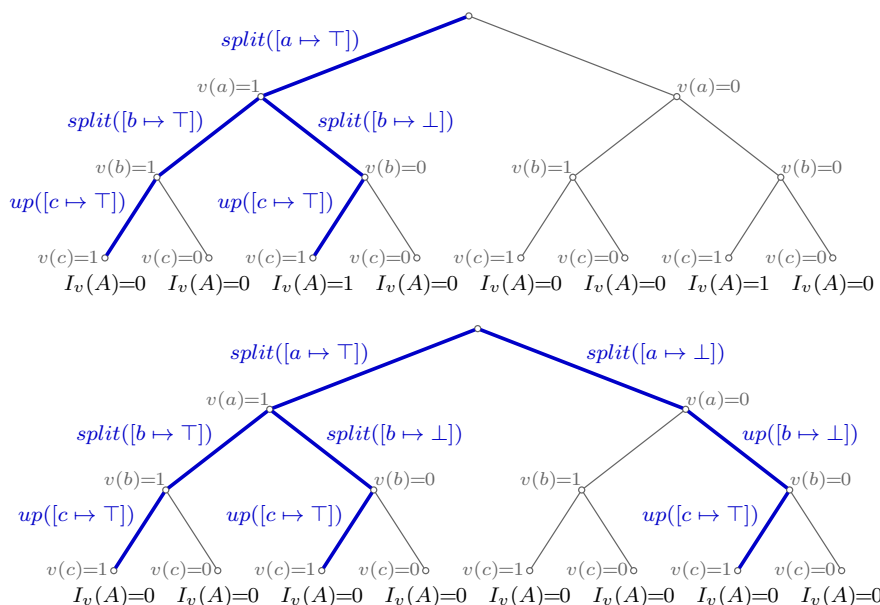 split([a ↦ ⊤])
v(a)=1 v(a)=0
split([b ↦ ⊤]) split([b ↦ ⊥])
v(b)=1 v(b)=0 v(b)=1 v(b)=0
up([c ↦ ⊤]) up([c ↦ ⊤])
v(c)=1 v(c)=0 v(c)=1 v(c)=0 v(c)=1 v(c)=0 v(c)=1 v(c)=0
I_v(A)=0 I_v(A)=0 I_v(A)=1 I_v(A)=0 I_v(A)=0 I_v(A)=0 I_v(A)=1 I_v(A)=0
split([a ↦ ⊤]) split([a ↦ ⊥])
v(a)=1 v(a)=0
split([b ↦ ⊤]) split([b ↦ ⊥]) up([b ↦ ⊥])
v(b)=1 v(b)=0 v(b)=1 v(b)=0
up([c ↦ ⊤]) up([c ↦ ⊤]) up([c ↦ ⊤])
v(c)=1 v(c)=0 v(c)=1 v(c)=0 v(c)=1 v(c)=0 v(c)=1 v(c)=0
I_v(A)=0 I_v(A)=0 I_v(A)=0 I_v(A)=0 I_v(A)=0 I_v(A)=0 I_v(A)=0 I_v(A)=0